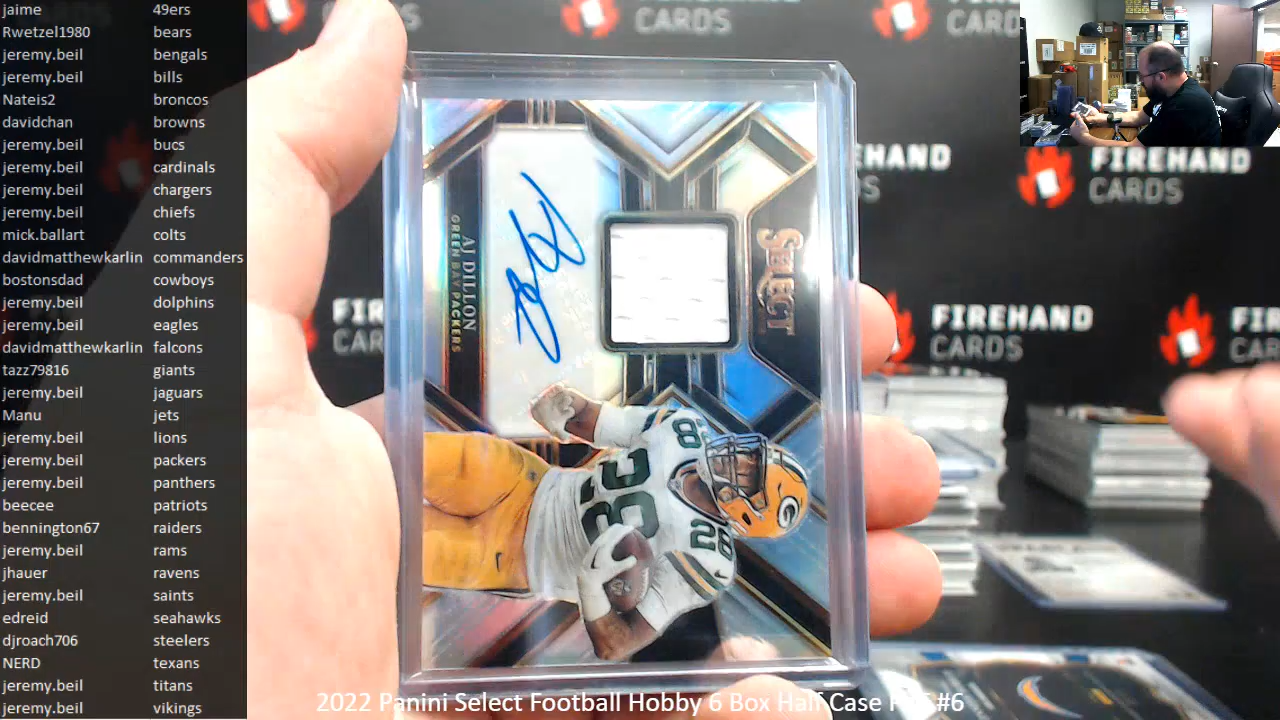 jaime 49ers
Rwetzel1980 bears
jeremy.beil bengals
jeremy.beil bills
Nateis2 broncos
davidchan browns
jeremy.beil bucs
jeremy.beil cardinals
jeremy.beil chargers
jeremy.beil chiefs
mick.ballart colts
davidmatthewkarlin commanders
bostonsdad cowboys
jeremy.beil dolphins
jeremy.beil eagles
davidmatthewkarlin falcons
tazz79816 giants
jeremy.beil jaguars
Manu jets
jeremy.beil lions
jeremy.beil packers
jeremy.beil panthers
beecee patriots
bennington67 raiders
jeremy.beil rams
jhauer ravens
jeremy.beil saints
edreid seahawks
djroach706 steelers
NERD texans
jeremy.beil titans
jeremy.beil vikings
CARDS
CARDS
FIREHAND
CARDS
FIREHAND
CARDS
FIREHAND
CARDS
SELECT
AJ DILLON
GREEN BAY PACKERS
28
28
28
G
2022 Panini Select Football Hobby 6 Box Half Case #6